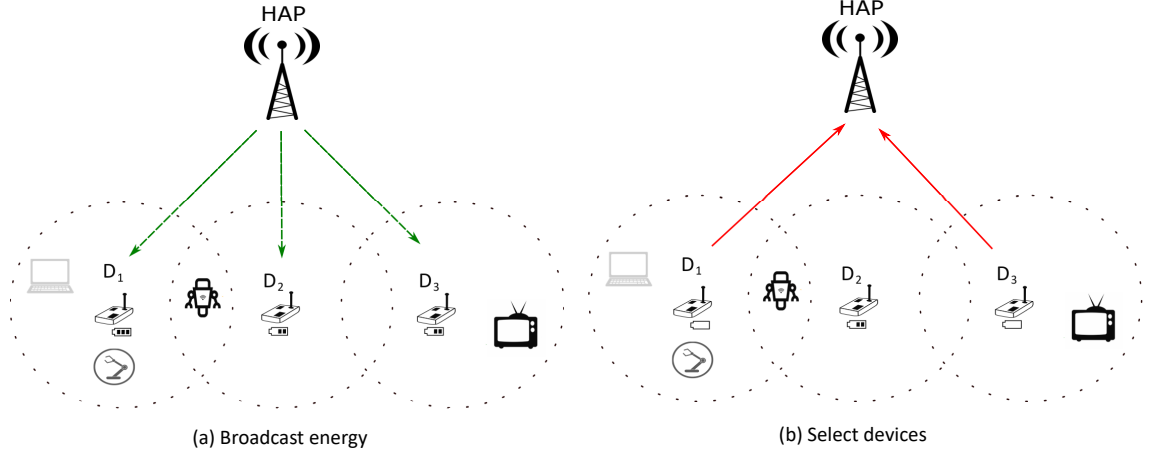 HAP
HAP
D1
D2
D3
D1
D2
D3
(a) Broadcast energy
(b) Select devices